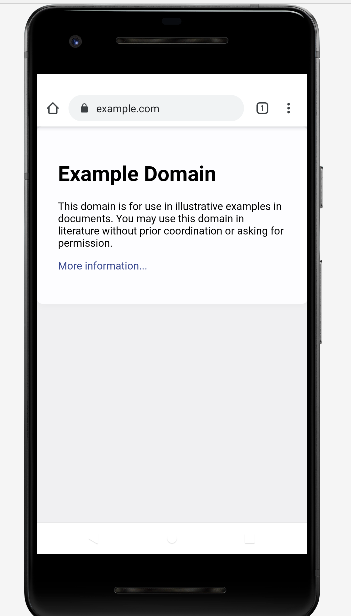 example.com
1
Example Domain
This domain is for use in illustrative examples in
documents. You may use this domain in
literature without prior coordination or asking for
permission.
More information...